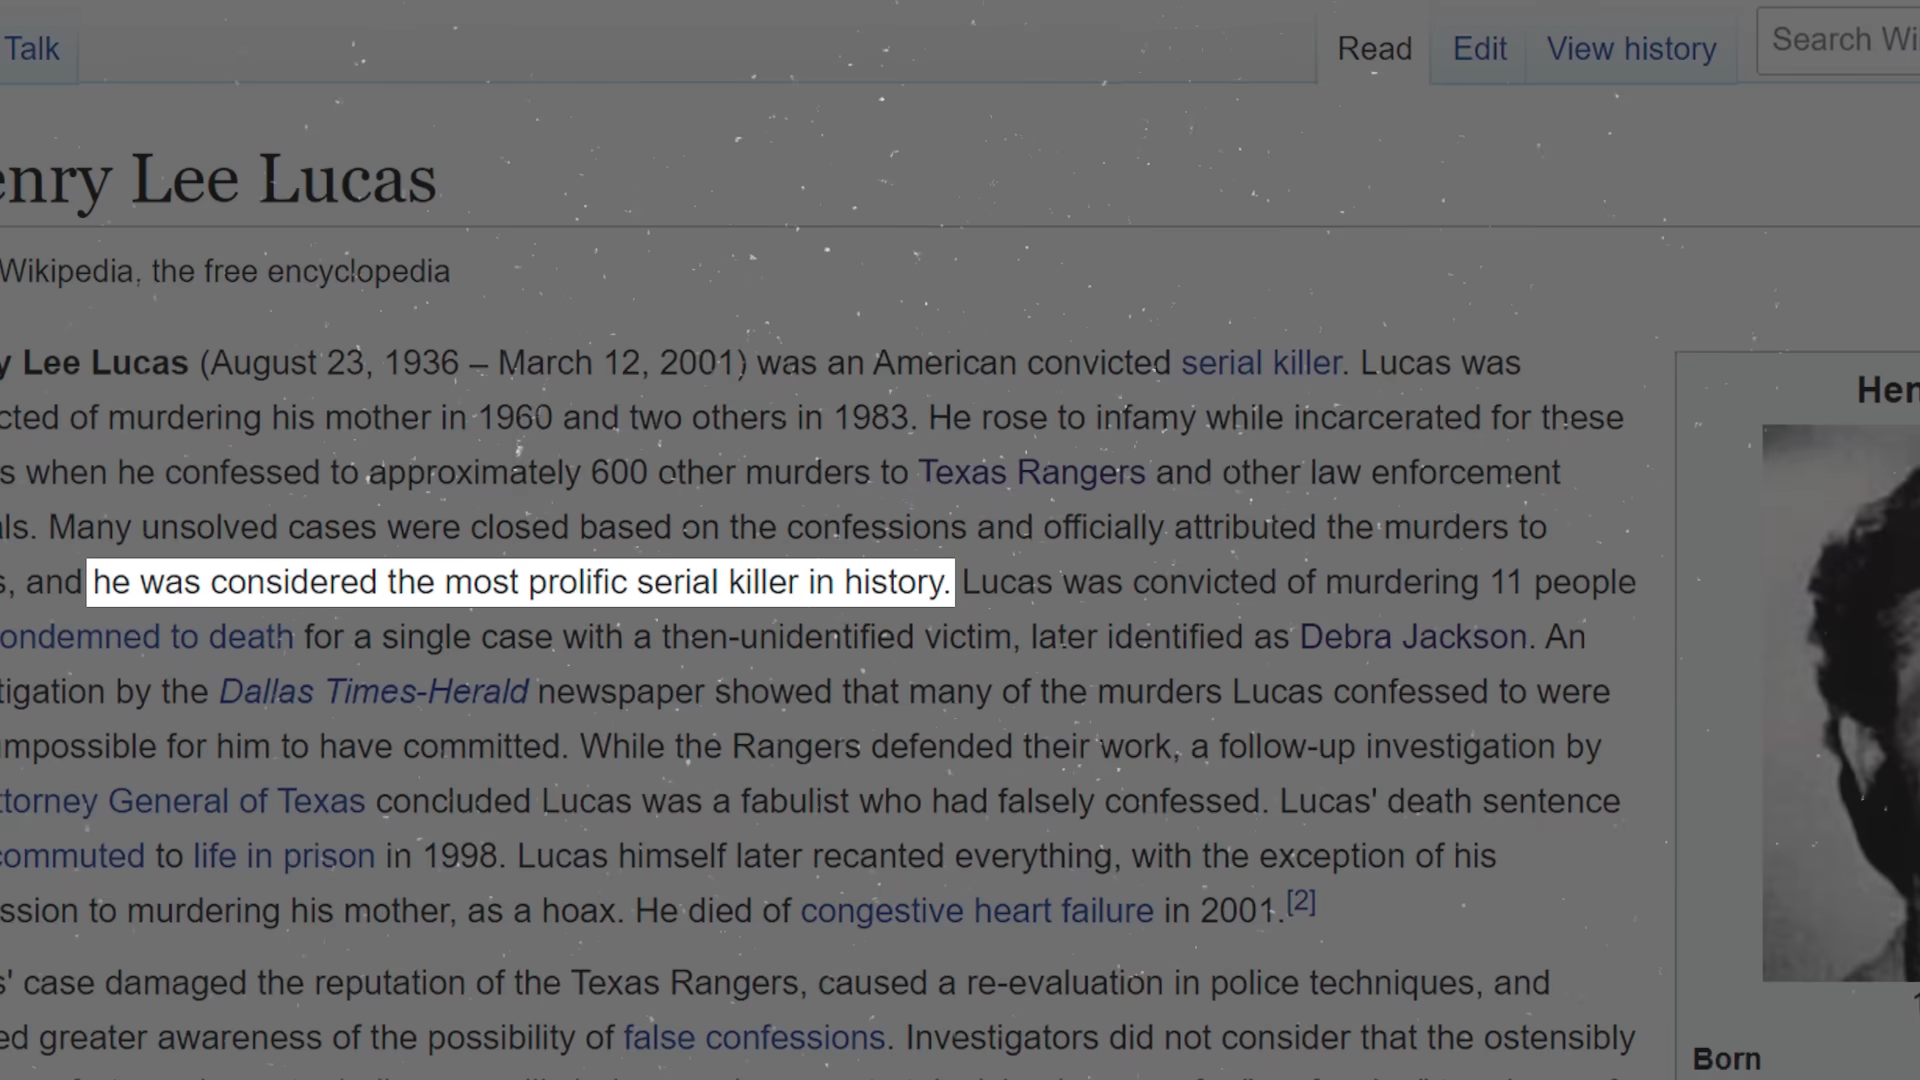 Talk
Read Edit View history Search Wi
enry Lee Lucas
Wikipedia, the free encyclopedia
y Lee Lucas (August 23, 1936 – March 12, 2001) was an American convicted serial killer. Lucas was
cted of murdering his mother in 1960 and two others in 1983. He rose to infamy while incarcerated for these
s when he confessed to approximately 600 other murders to Texas Rangers and other law enforcement
als. Many unsolved cases were closed based on the confessions and officially attributed the murders to
s, and he was considered the most prolific serial killer in history. Lucas was convicted of murdering 11 people
ondemned to death for a single case with a then-unidentified victim, later identified as Debra Jackson. An
tigation by the Dallas Times-Herald newspaper showed that many of the murders Lucas confessed to were
impossible for him to have committed. While the Rangers defended their work, a follow-up investigation by
ttorney General of Texas concluded Lucas was a fabulist who had falsely confessed. Lucas' death sentence
commuted to life in prison in 1998. Lucas himself later recanted everything, with the exception of his
ssion to murdering his mother, as a hoax. He died of congestive heart failure in 2001.[2]
s' case damaged the reputation of the Texas Rangers, caused a re-evaluation in police techniques, and
ed greater awareness of the possibility of false confessions. Investigators did not consider that the ostensibly
Hen
Born